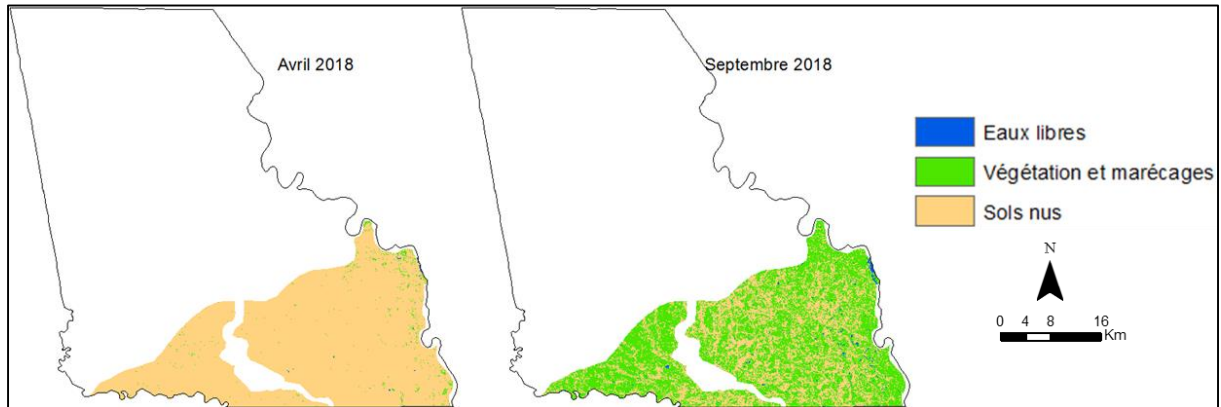 Avril 2018
Septembre 2018
Eaux libres
Végétation et marécages
Sols nus
N
0 4 8 16
Km